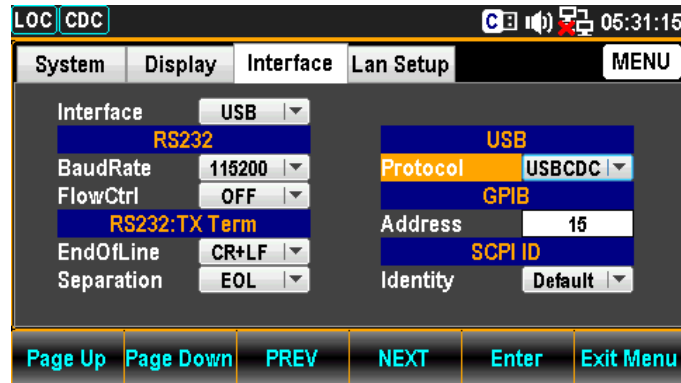 LOC CDC C 05:31:15
System Display Interface Lan Setup MENU
Interface USB
RS232 USB
BaudRate 115200 Protocol USBCDC
FlowCtrl OFF GPIB
RS232:TX Term Address 15
EndOfLine CR+LF SCPI ID
Separation EOL Identity Default
Page Up Page Down PREV NEXT Enter Exit Menu